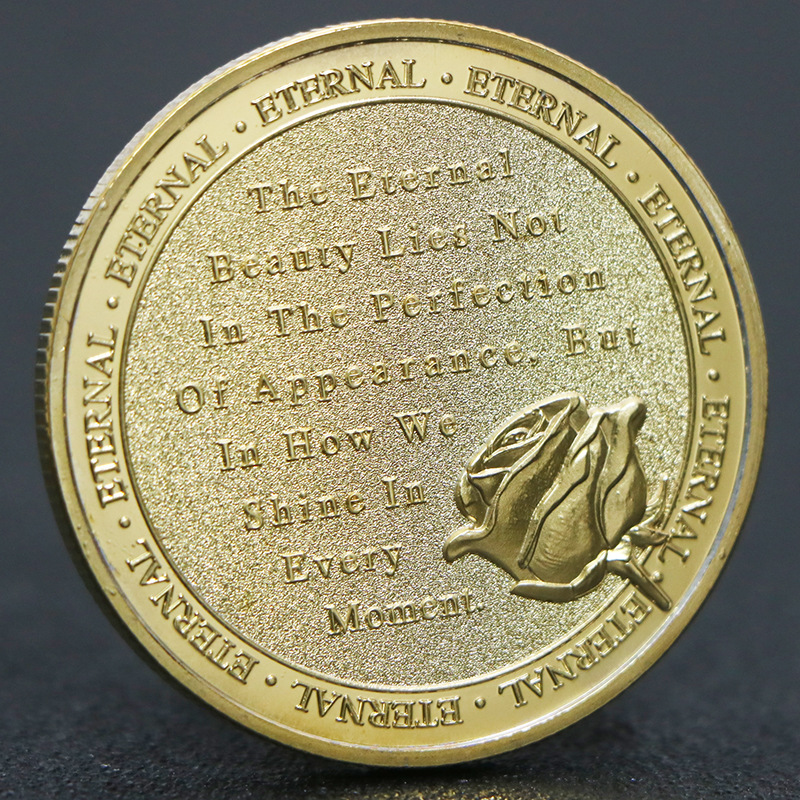 ETERNAL · ETERNAL · ETERNAL · ETERNAL · ETERNAL · ETERNAL · ETERNAL · ETERNAL · ETERNAL ·
The Eternal
Beauty Lies Not
In The Perfection
Of Appearance, But
In How We
Shine In
Every
Moment.